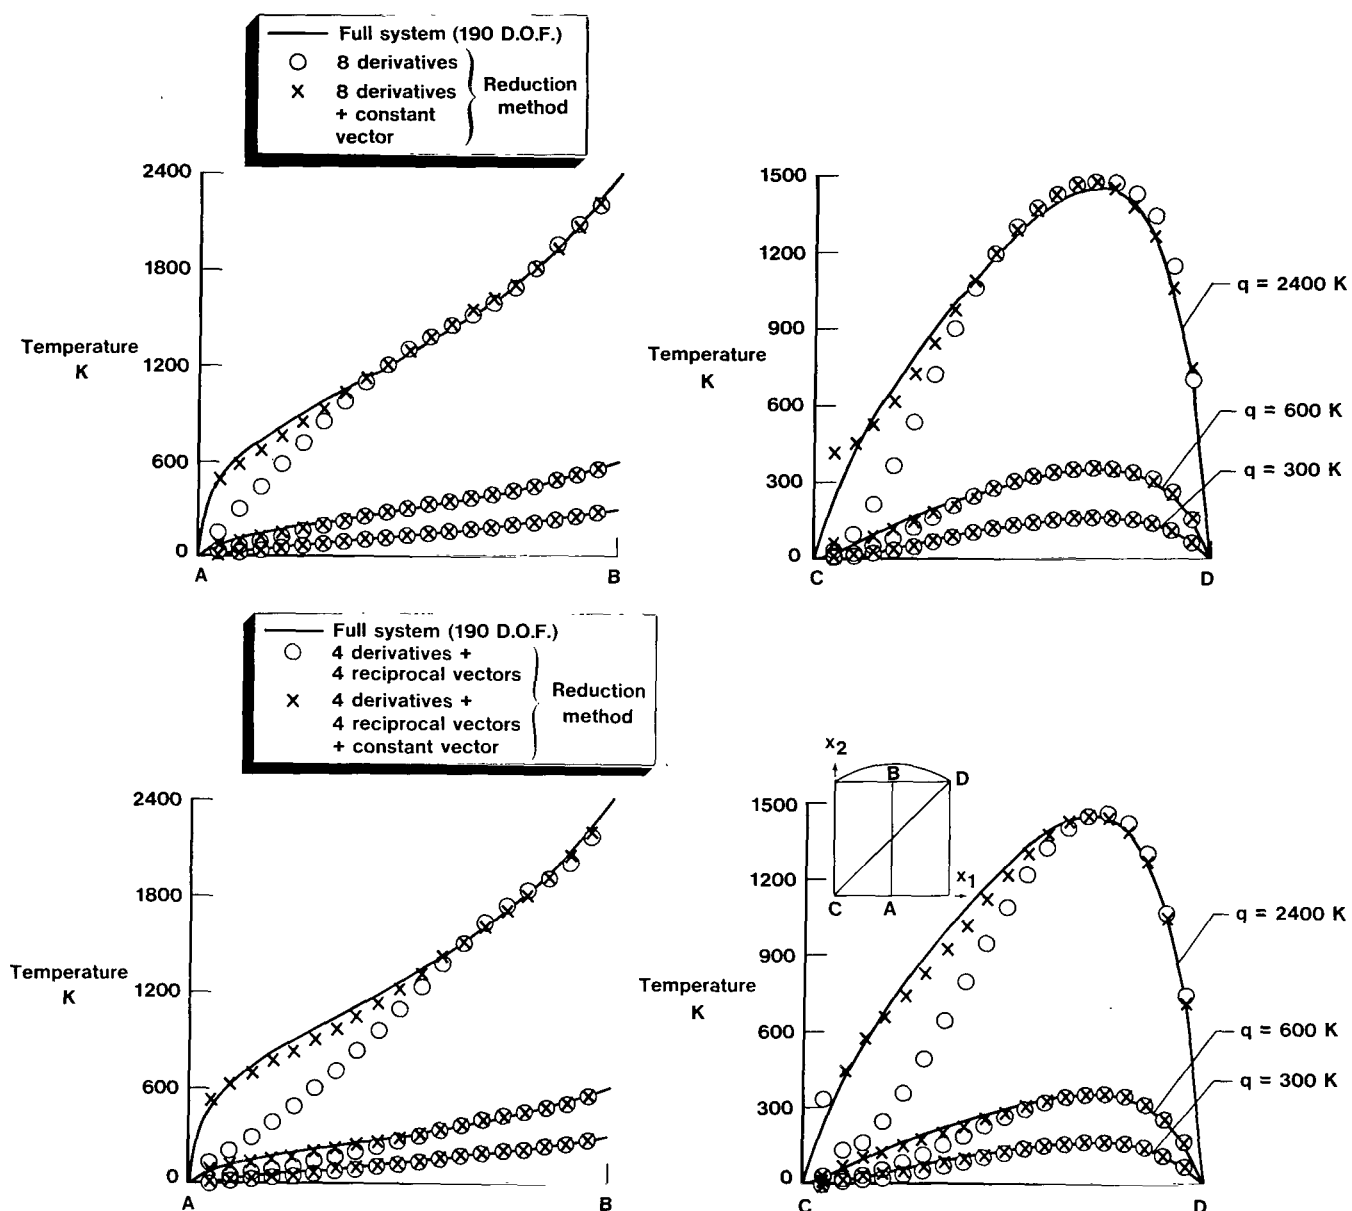 Full system (190 D.O.F.)
8 derivatives
8 derivatives
+ constant
vector
Reduction
method
2400
1800
1200
600
0
Temperature
K
A
B
1500
1200
900
600
300
0
Temperature
K
C
D
q = 2400 K
q = 600 K
q = 300 K
Full system (190 D.O.F.)
4 derivatives +
4 reciprocal vectors
4 derivatives +
4 reciprocal vectors
+ constant vector
Reduction
method
2400
1800
1200
600
0
Temperature
K
A
B
x2
B
D
x1
C
A
1500
1200
900
600
300
0
Temperature
K
C
D
q = 2400 K
q = 600 K
q = 300 K